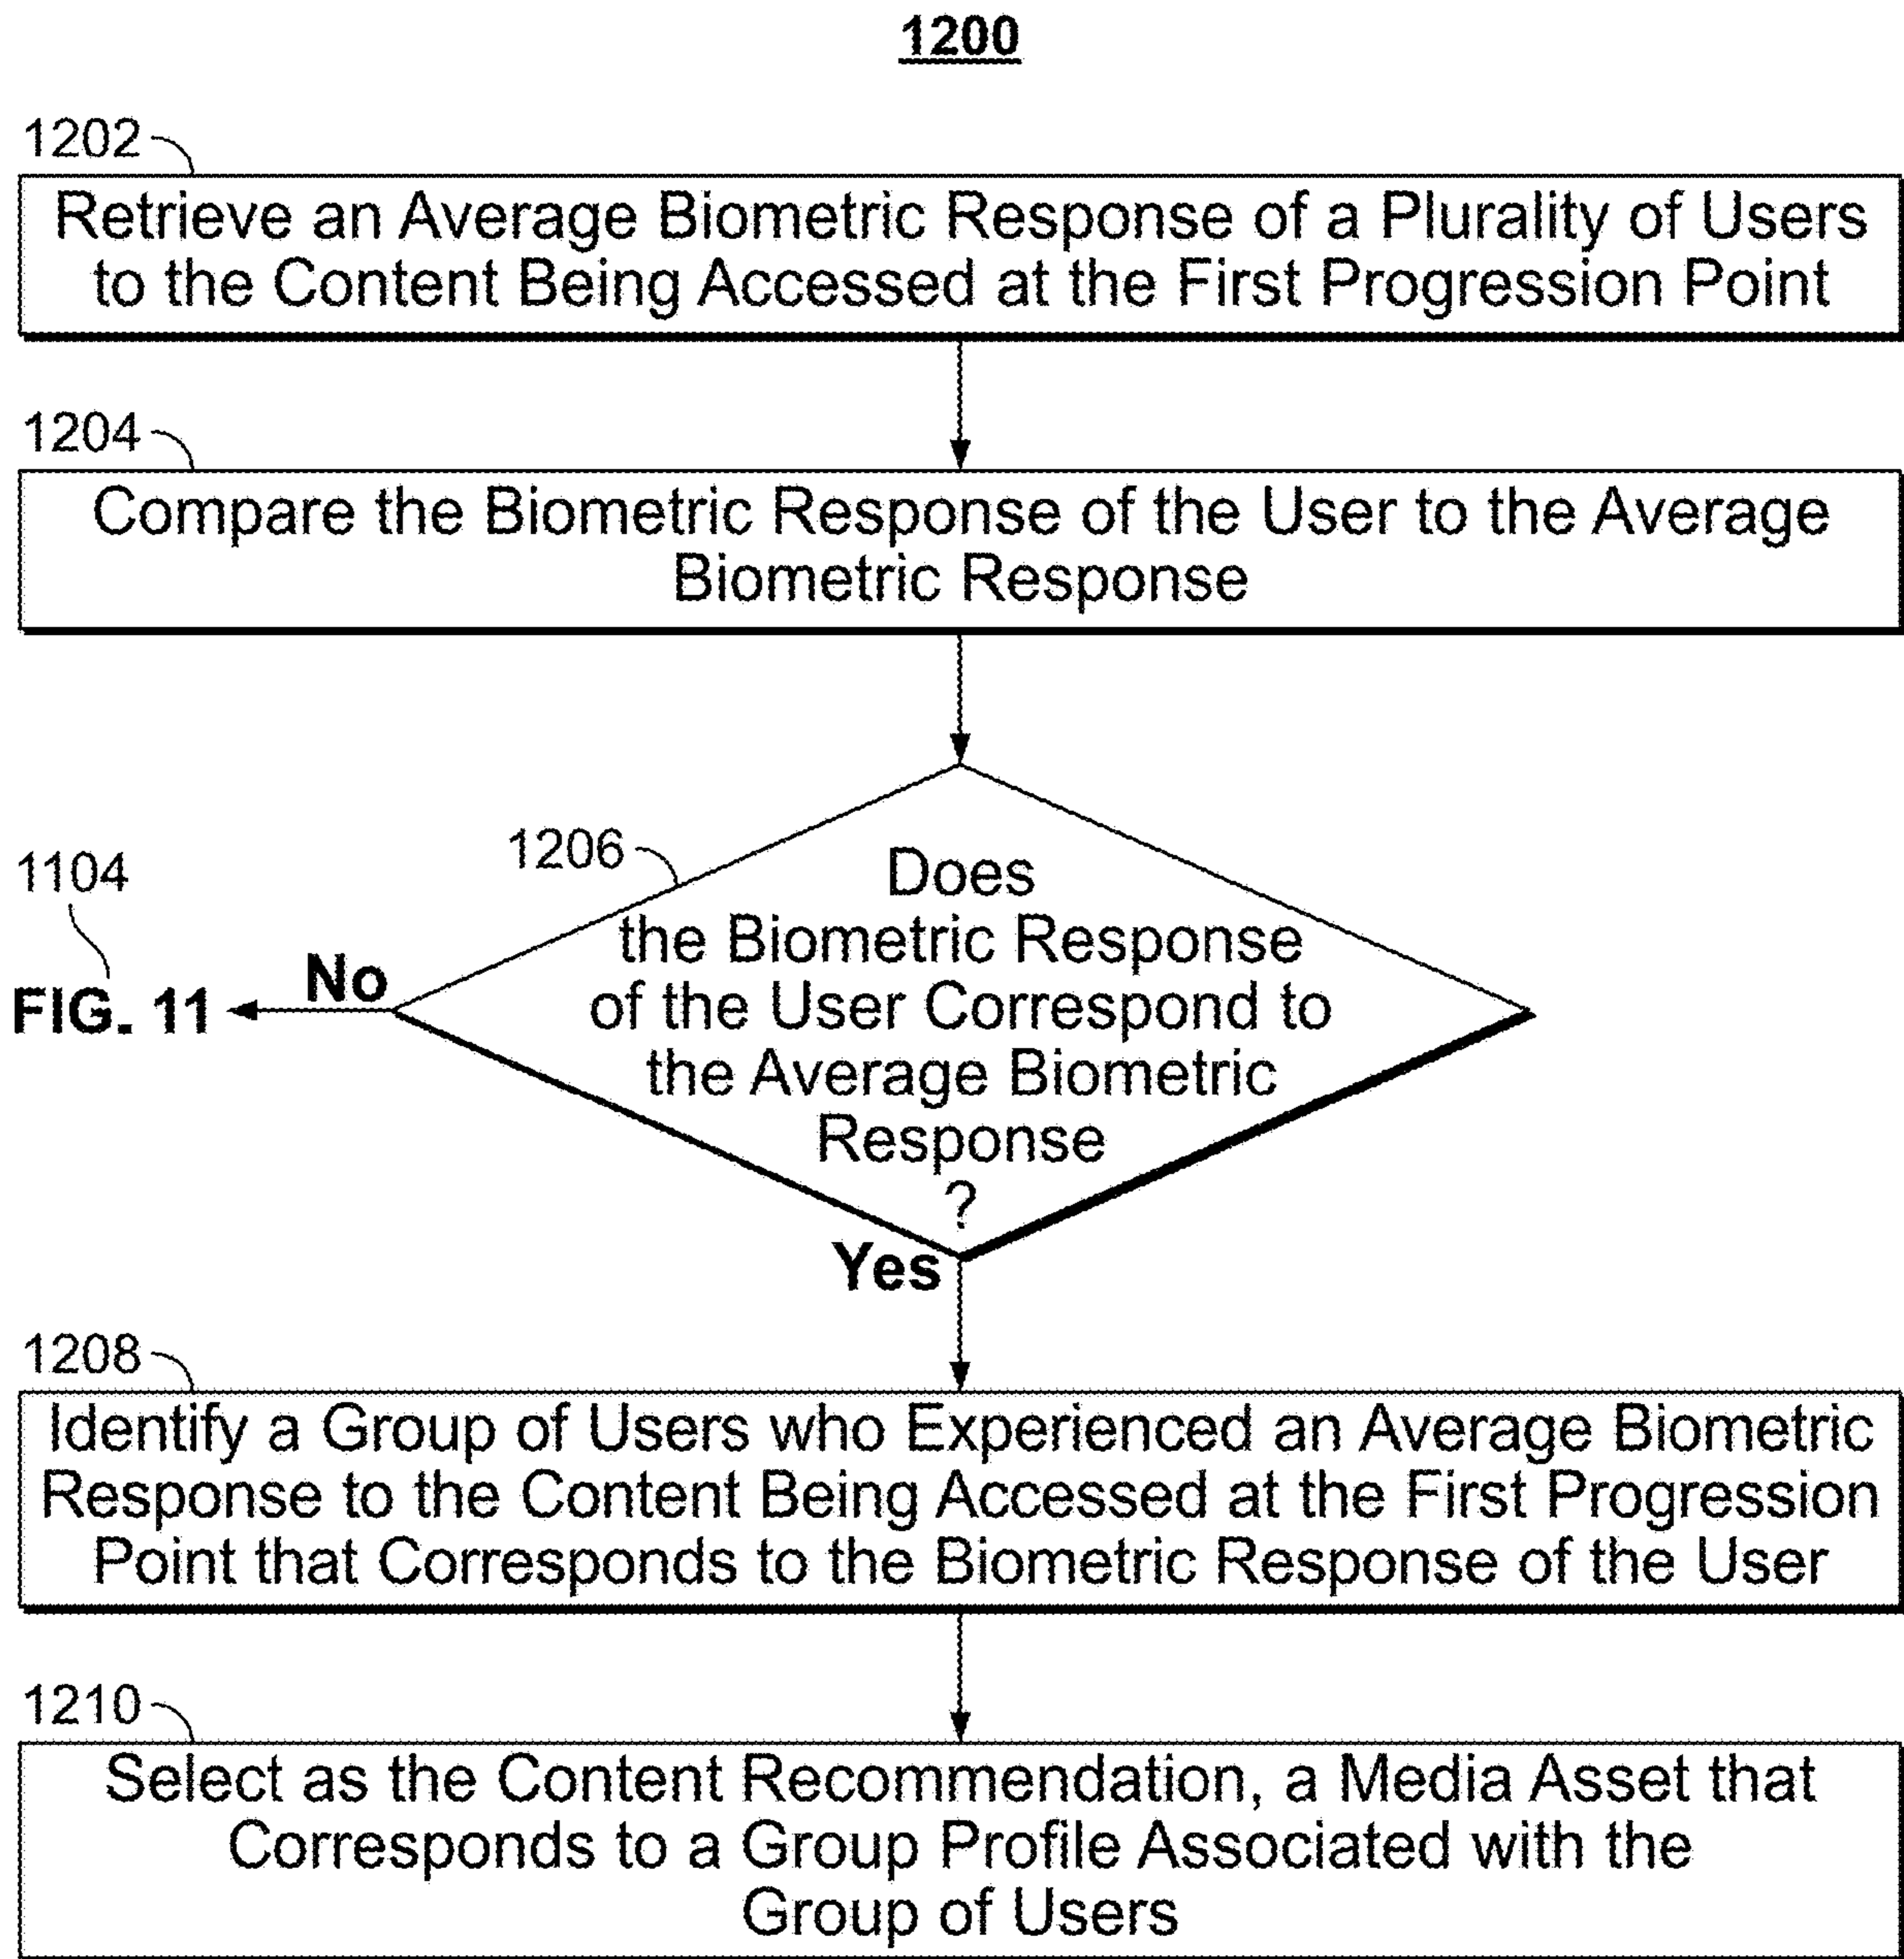 1200
1202
Retrieve an Average Biometric Response of a Plurality of Users
to the Content Being Accessed at the First Progression Point
1204
Compare the Biometric Response of the User to the Average
Biometric Response
1206
Does
the Biometric Response
of the User Correspond to
the Average Biometric
Response
?
1104
No
FIG. 11
Yes
1208
Identify a Group of Users who Experienced an Average Biometric
Response to the Content Being Accessed at the First Progression
Point that Corresponds to the Biometric Response of the User
1210
Select as the Content Recommendation, a Media Asset that
Corresponds to a Group Profile Associated with the
Group of Users